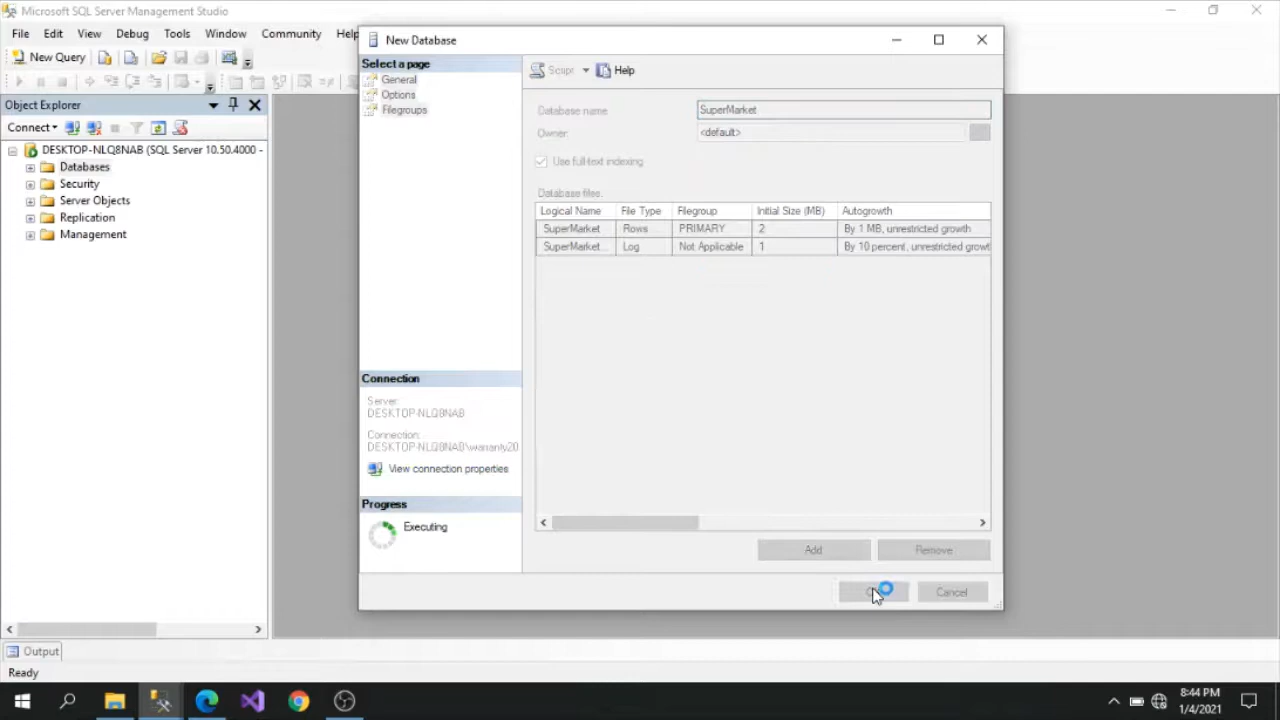 Microsoft SQL Server Management Studio
File Edit View Debug Tools Window Community Help
New Query
Object Explorer
Connect
DESKTOP-NLQ8NAB (SQL Server 10.50.4000 -
Databases
Security
Server Objects
Replication
Management
New Database
Select a page
General
Options
Filegroups
Script Help
Database name:
SuperMarket
Owner:
<default>
Use full-text indexing
Database files:
Logical Name File Type Filegroup Initial Size (MB) Autogrowth
SuperMarket Rows PRIMARY 2 By 1 MB, unrestricted growth
SuperMarket... Log Not Applicable 1 By 10 percent, unrestricted growt
Connection
Server:
DESKTOP-NLQ8NAB
Connection:
DESKTOP-NLQ8NAB\warranty20
View connection properties
Progress
Executing
Add Remove
Cancel
Output
Ready
8:44 PM
1/4/2021